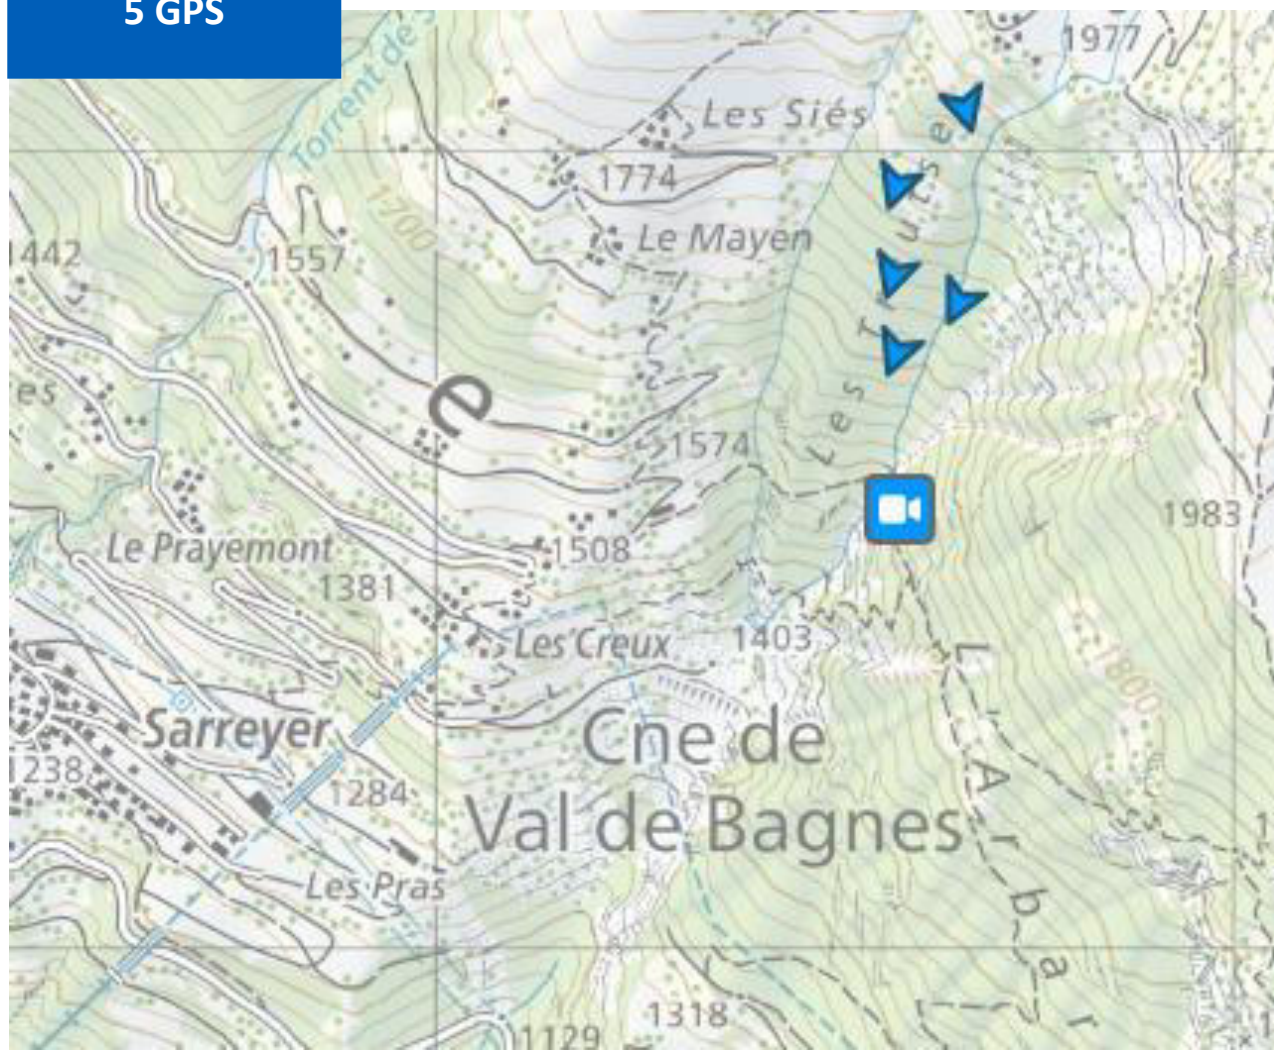 5 GPS
Torrent de
1977
Les Siés
1774
1700
Le Mayen
1442
1557
Les Trutse
es
e
1574
1983
Le Prayemont
1508
1381
Les Creux
1403
1800
L'Arbar
Sarreyer
Cne de
1238
1284
Val de Bagnes
Les Pras
1318
1129